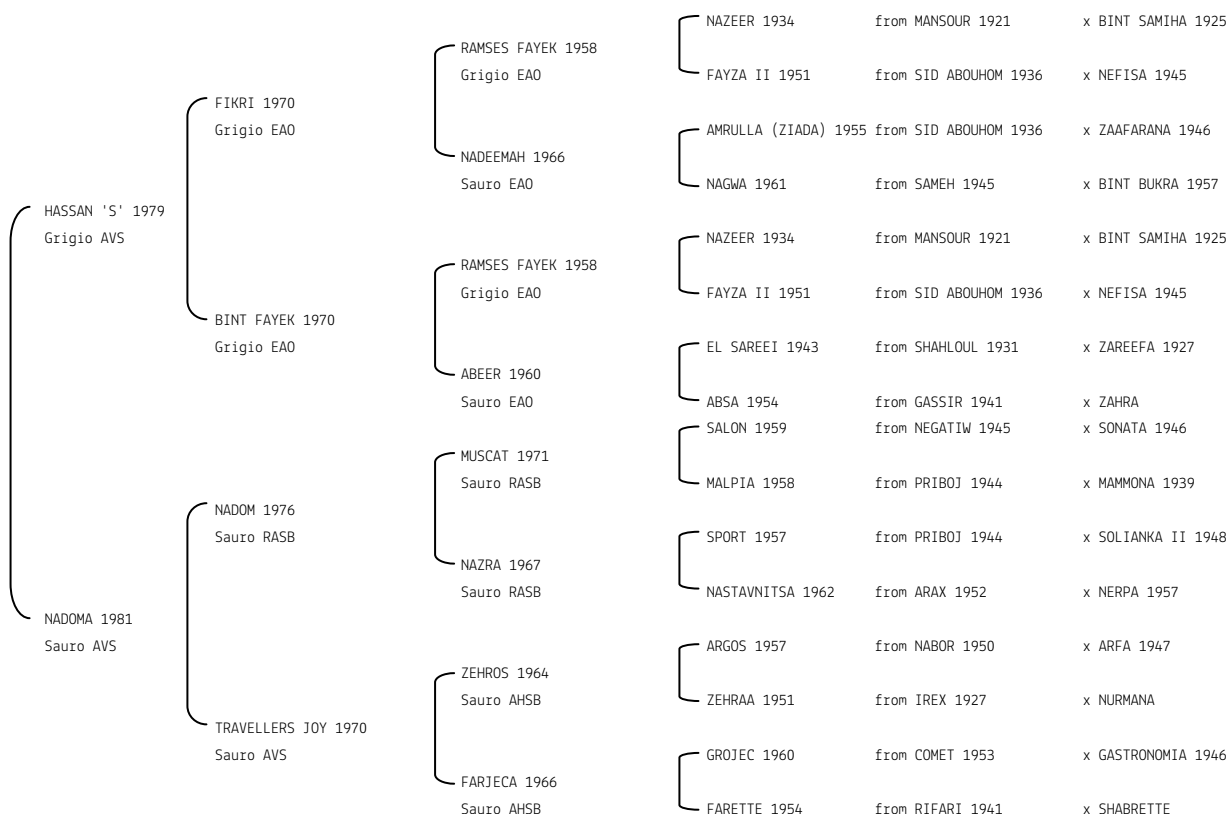 NAZEER 1934 from MANSOUR 1921 x BINT SAMIHA 1925
RAMSES FAYEK 1958
Grigio EAO
FAYZA II 1951 from SID ABOUHOM 1936 x NEFISA 1945
FIKRI 1970
Grigio EAO
AMRULLA (ZIADA) 1955 from SID ABOUHOM 1936 x ZAAFARANA 1946
NADEEMAH 1966
Sauro EAO
NAGWA 1961 from SAMEH 1945 x BINT BUKRA 1957
HASSAN 'S' 1979
Grigio AVS
NAZEER 1934 from MANSOUR 1921 x BINT SAMIHA 1925
RAMSES FAYEK 1958
Grigio EAO
FAYZA II 1951 from SID ABOUHOM 1936 x NEFISA 1945
BINT FAYEK 1970
Grigio EAO
EL SAREEI 1943 from SHAHLOUL 1931 x ZAREEFA 1927
ABEER 1960
Sauro EAO
ABSA 1954 from GASSIR 1941 x ZAHRA
SALON 1959 from NEGATIW 1945 x SONATA 1946
MUSCAT 1971
Sauro RASB
MALPIA 1958 from PRIBOJ 1944 x MAMMONA 1939
NADOM 1976
Sauro RASB
SPORT 1957 from PRIBOJ 1944 x SOLIANKA II 1948
NAZRA 1967
Sauro RASB
NASTAVNITSA 1962 from ARAX 1952 x NERPA 1957
NADOMA 1981
Sauro AVS
ARGOS 1957 from NABOR 1950 x ARFA 1947
ZEHROS 1964
Sauro AHSB
ZEHRAA 1951 from IREX 1927 x NURMANA
TRAVELLERS JOY 1970
Sauro AVS
GROJEC 1960 from COMET 1953 x GASTRONOMIA 1946
FARJECA 1966
Sauro AHSB
FARETTE 1954 from RIFARI 1941 x SHABRETTE